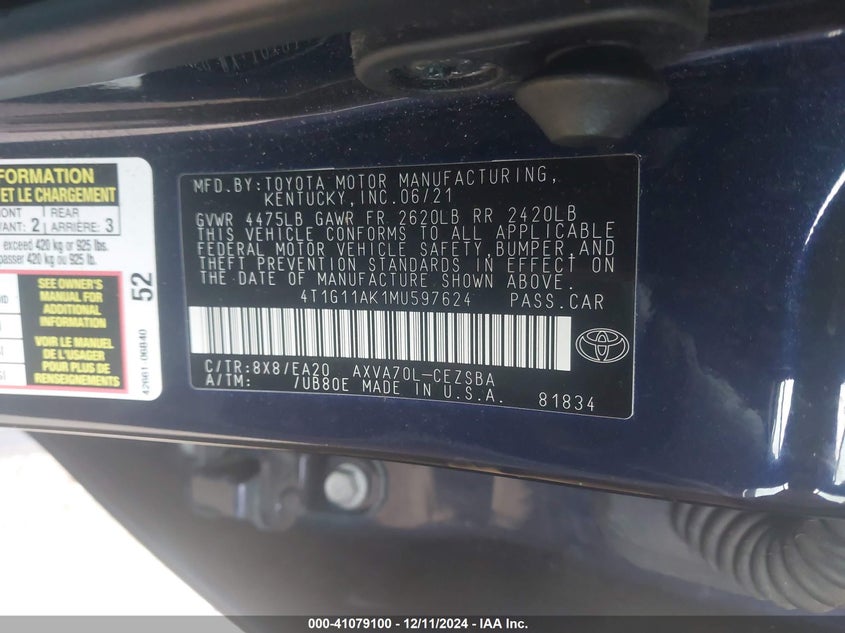 FORMATION
ET LE CHARGEMENT
ONT
REAR
ANT: 2
ARRIÈRE: 3
exceed 420 kg or 925 lbs.
passer 420 kg ou 925 lb.
SEE OWNER'S
MANUAL FOR
ADDITIONAL
INFORMATION
VOIR LE MANUEL
DE L'USAGER
POUR PLUS DE
RENSEIGNEMENTS
52
42661 06840
MFD.BY:TOYOTA MOTOR MANUFACTURING,
KENTUCKY,INC.06/21
GVWR 4475LB GAWR FR 2620LB RR 2420LB
THIS VEHICLE CONFORMS TO ALL APPLICABLE
FEDERAL MOTOR VEHICLE SAFETY,BUMPER,AND
THEFT PREVENTION STANDARDS IN EFFECT ON
THE DATE OF MANUFACTURE SHOWN ABOVE.
4T1G11AK1MU597624 PASS.CAR
C/TR:8X8/EA20 AXVA70L-CEZSBA
A/TM: /UB80E MADE IN U.S.A. 81834
TOYOTA
000-41079100 - 12/11/2024 - IAA Inc.